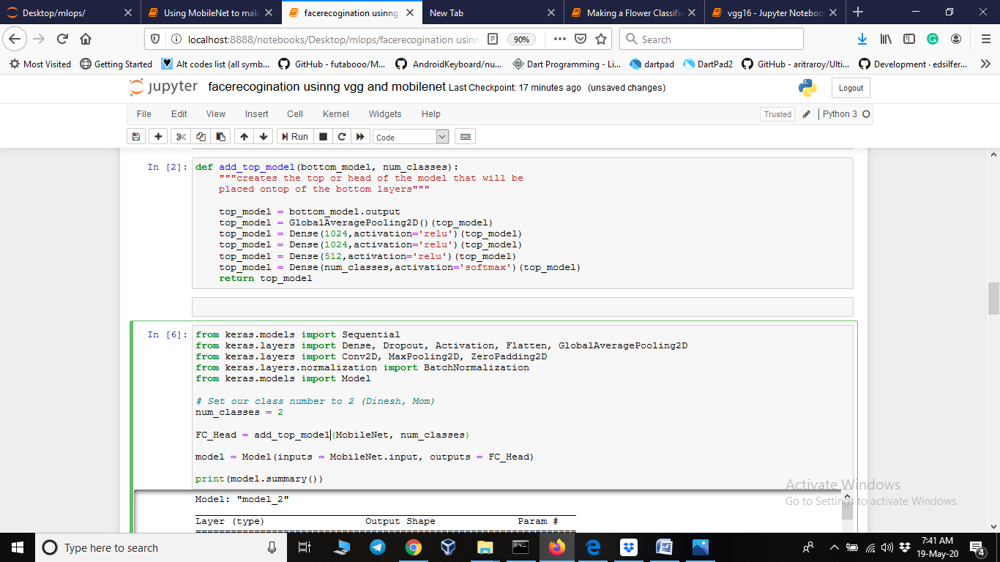 Desktop/mlops/
Using MobileNet to mak
facerecogination usinng
New Tab
Making a Flower Classifi
vgg16 - Jupyter Noteboo
localhost:8888/notebooks/Desktop/mlops/facerecogination usinn
90%
Search
Most Visited
Getting Started
Alt codes list (all symb...
GitHub - futabooo/M...
AndroidKeyboard/nu...
Dart Programming - Li...
dartpad
DartPad2
GitHub - aritraroy/Ulti...
Development · edsilfer...
jupyter facerecogination usinng vgg and mobilenet Last Checkpoint: 17 minutes ago (unsaved changes)
Logout
File Edit View Insert Cell Kernel Widgets Help
Trusted
Python 3
Run
Code
In [2]:
def add_top_model(bottom_model, num_classes):
"""creates the top or head of the model that will be
placed ontop of the bottom layers"""
top_model = bottom_model.output
top_model = GlobalAveragePooling2D()(top_model)
top_model = Dense(1024,activation='relu')(top_model)
top_model = Dense(1024,activation='relu')(top_model)
top_model = Dense(512,activation='relu')(top_model)
top_model = Dense(num_classes,activation='softmax')(top_model)
return top_model
In [6]:
from keras.models import Sequential
from keras.layers import Dense, Dropout, Activation, Flatten, GlobalAveragePooling2D
from keras.layers import Conv2D, MaxPooling2D, ZeroPadding2D
from keras.layers.normalization import BatchNormalization
from keras.models import Model
# Set our class number to 2 (Dinesh, Mom)
num_classes = 2
FC_Head = add_top_model(MobileNet, num_classes)
model = Model(inputs = MobileNet.input, outputs = FC_Head)
print(model.summary())
Model: "model_2"
Layer (type) Output Shape Param #
Activate Windows
Go to Settings to activate Windows.
Type here to search
7:41 AM
19-May-20
4